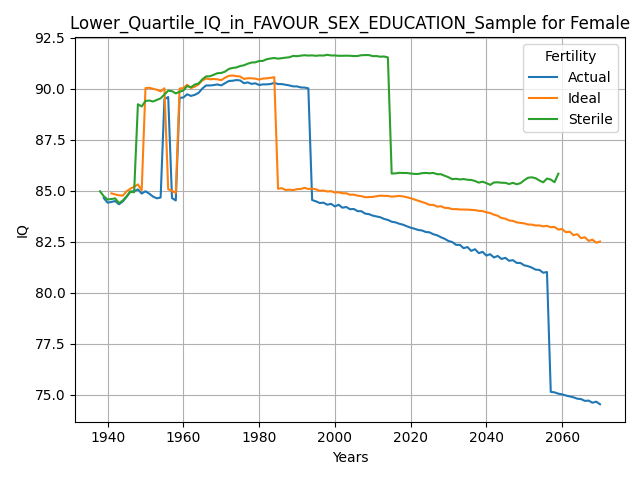 Lower_Quartile_IQ_in_FAVOUR_SEX_EDUCATION_Sample for Female
92.5
90.0
87.5
85.0
82.5
80.0
77.5
75.0
IQ
Fertility
Actual
Ideal
Sterile
1940
1960
1980
2000
2020
2040
2060
Years